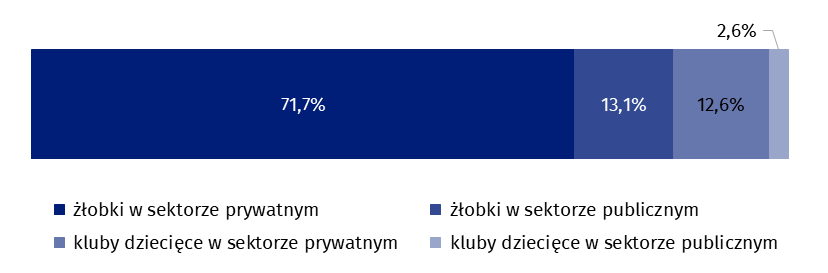 2,6%
71,7% 13,1% 12,6%
żłobki w sektorze prywatnym żłobki w sektorze publicznym
kluby dziecięce w sektorze prywatnym kluby dziecięce w sektorze publicznym